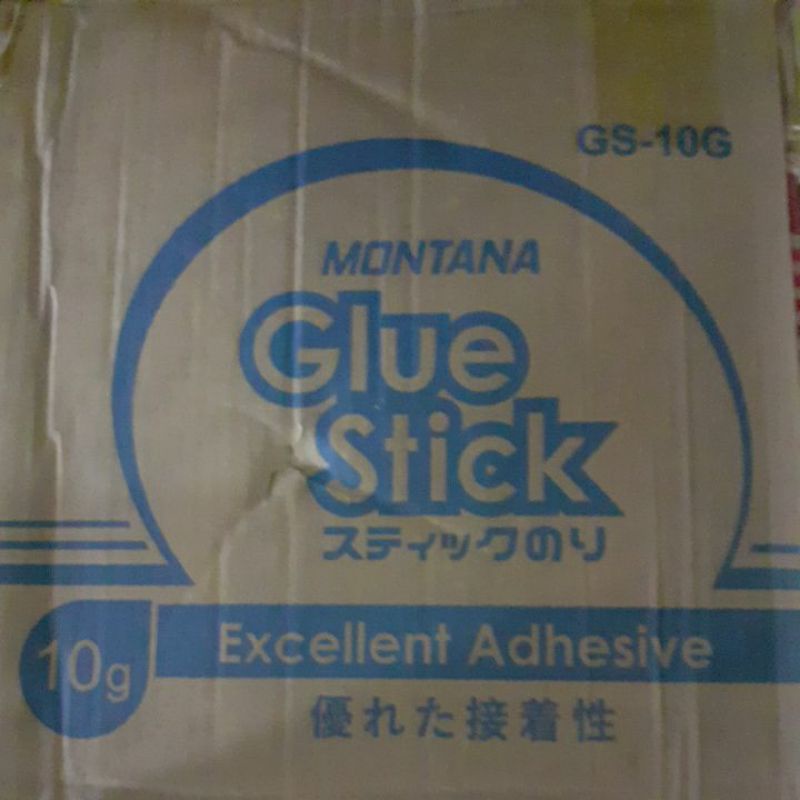 GS-10G
MONTANA
Glue
Stick
スティックのり
10g
Excellent Adhesive
優れた接着性